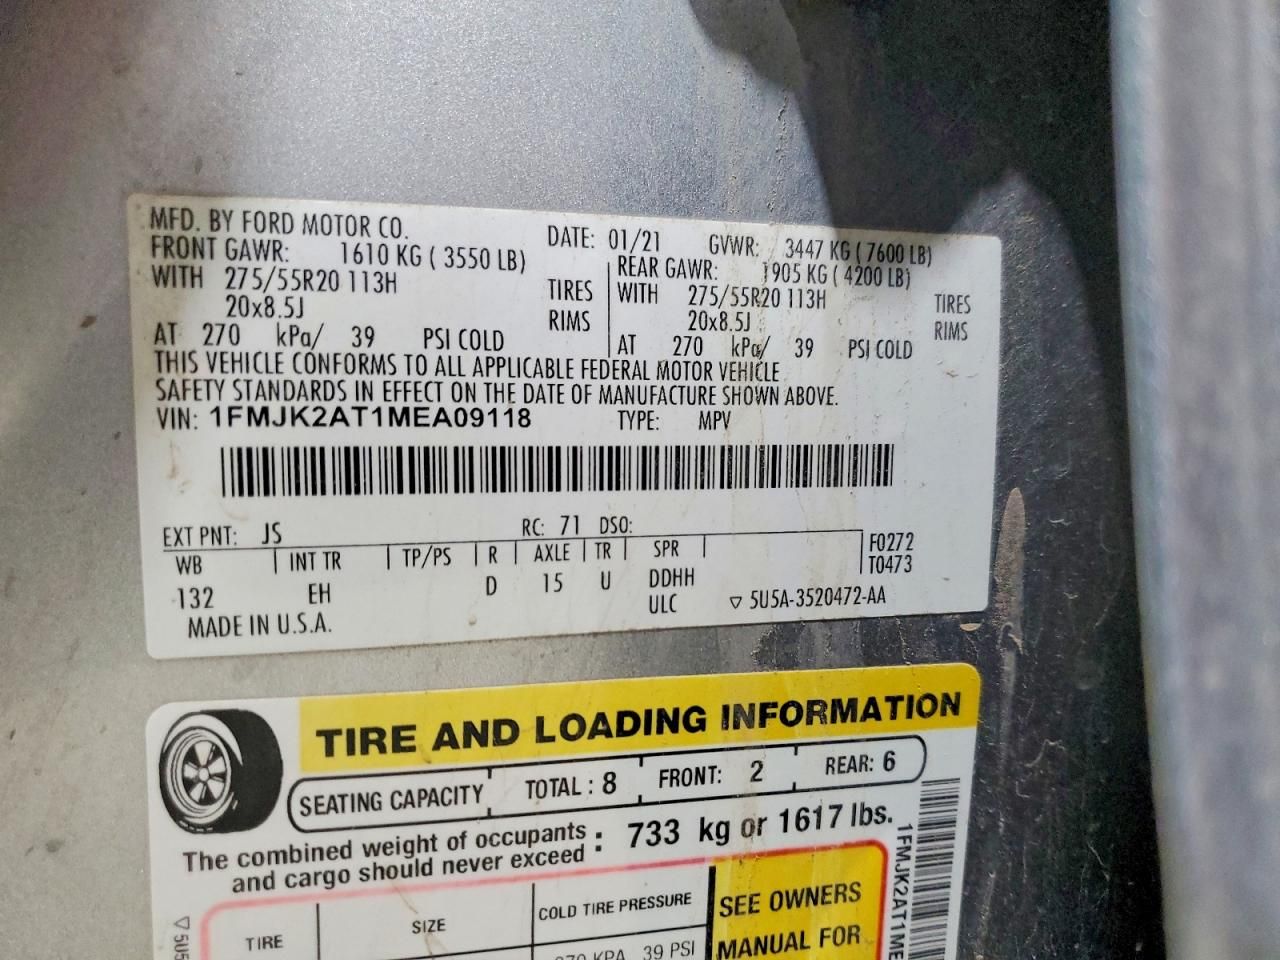 MFD. BY FORD MOTOR CO. DATE: 01/21 GVWR: 3447 KG (7600 LB)
FRONT GAWR: 1610 KG (3550 LB) REAR GAWR: 1905 KG (4200 LB)
WITH 275/55R20 113H TIRES WITH 275/55R20 113H TIRES
20x8.5J RIMS 20x8.5J RIMS
AT 270 kPa/ 39 PSI COLD AT 270 kPa/ 39 PSI COLD
THIS VEHICLE CONFORMS TO ALL APPLICABLE FEDERAL MOTOR VEHICLE
SAFETY STANDARDS IN EFFECT ON THE DATE OF MANUFACTURE SHOWN ABOVE.
VIN: 1FMJK2AT1MEA09118 TYPE: MPV
EXT PNT: JS RC: 71 DSO:
WB INT TR TP/PS R AXLE TR SPR F0272
T0473
132 EH D 15 U DDHH
ULC ▽ 5U5A-3520472-AA
MADE IN U.S.A.
TIRE AND LOADING INFORMATION
SEATING CAPACITY TOTAL : 8 FRONT: 2 REAR: 6
The combined weight of occupants
and cargo should never exceed : 733 kg or 1617 lbs.
TIRE SIZE COLD TIRE PRESSURE SEE OWNERS
MANUAL FOR
39 PSI
1FMJK2AT1ME
▽ 5U5